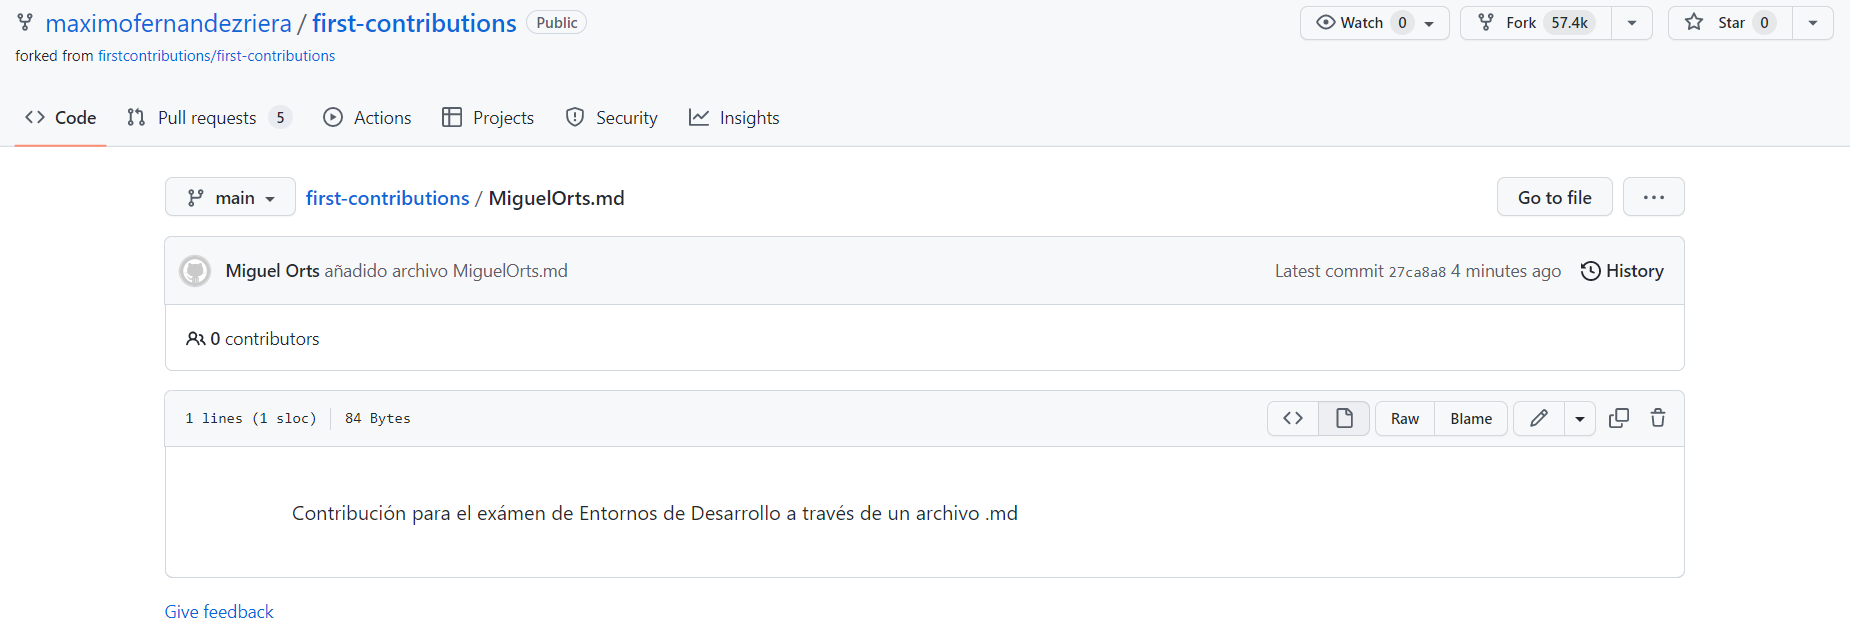 maximofernandezriera / first-contributions Public Watch 0 Fork 57.4k Star 0
forked from firstcontributions/first-contributions
Code Pull requests 5 Actions Projects Security Insights
main first-contributions / MiguelOrts.md Go to file ...
Miguel Orts añadido archivo MiguelOrts.md Latest commit 27ca8a8 4 minutes ago History
0 contributors
1 lines (1 sloc) 84 Bytes <> Raw Blame
Contribución para el exámen de Entornos de Desarrollo a través de un archivo .md
Give feedback